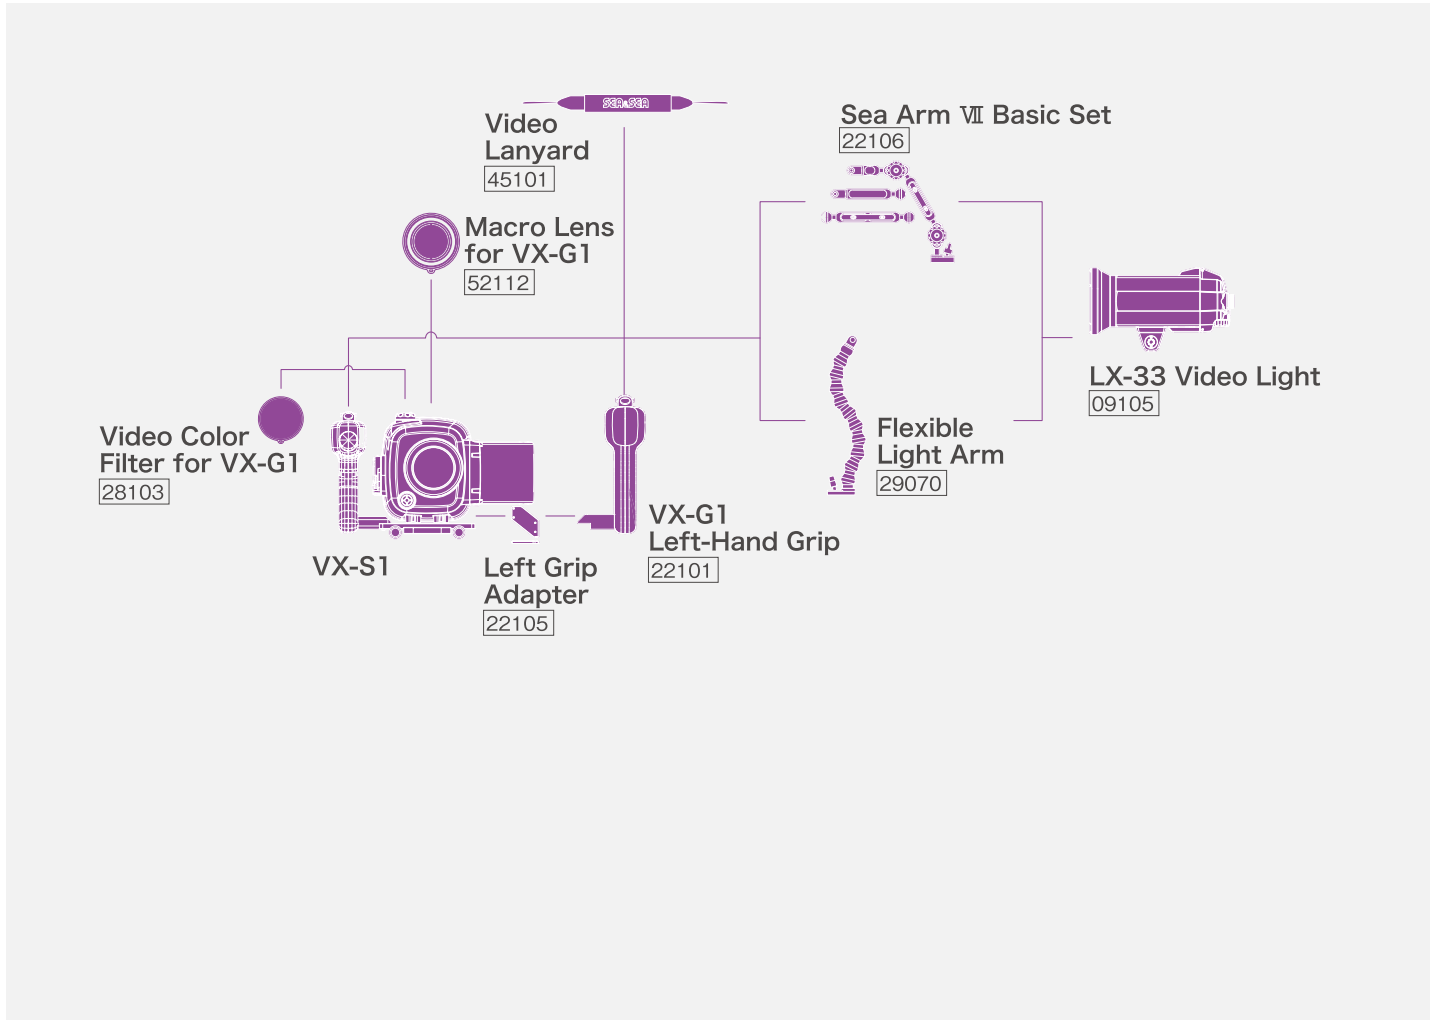 SEA&SEA
Video
Lanyard
45101
Sea Arm Ⅶ Basic Set
22106
Macro Lens
for VX-G1
52112
LX-33 Video Light
09105
Video Color
Filter for VX-G1
28103
Flexible
Light Arm
29070
VX-S1
Left Grip
Adapter
22105
VX-G1
Left-Hand Grip
22101